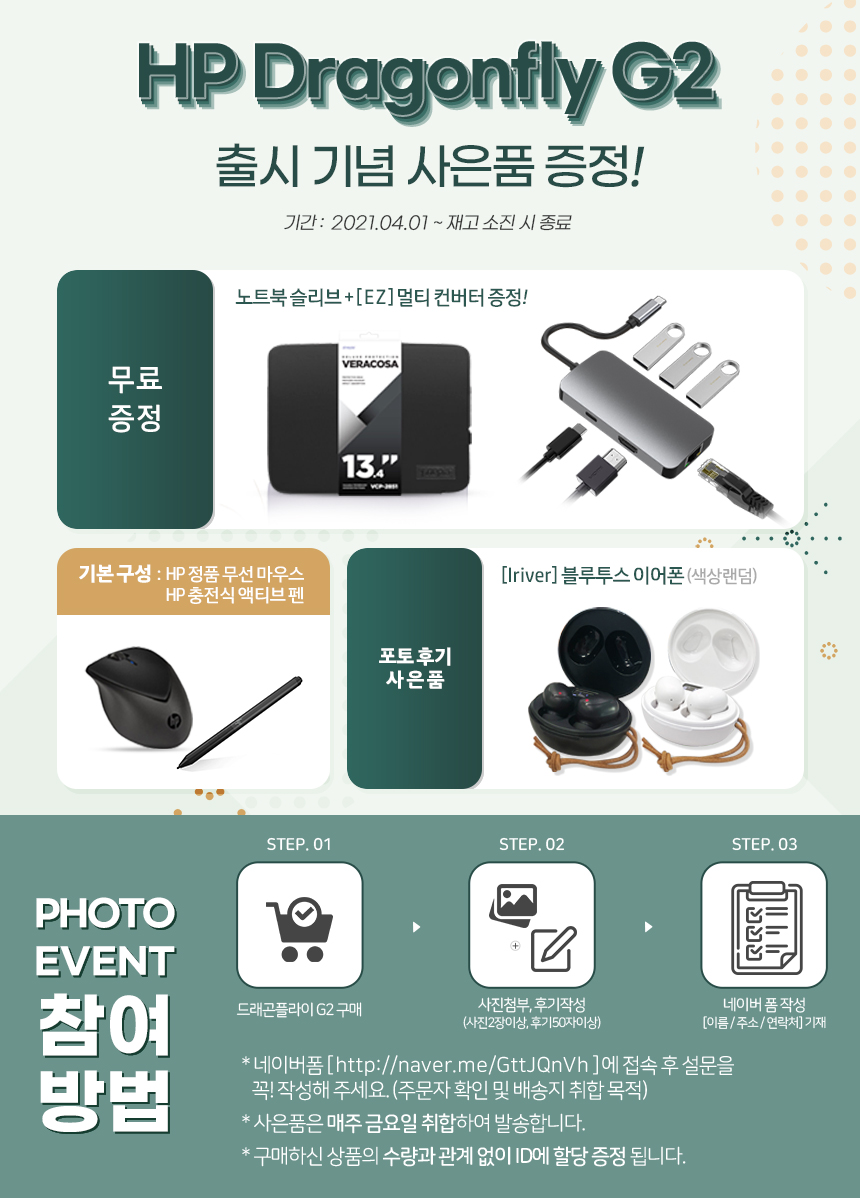 HP Dragonfly G2
출시 기념 사은품 증정!
기간 : 2021.04.01 ~ 재고 소진 시 종료
무료
증정
노트북 슬리브 + [EZ] 멀티 컨버터 증정!
VERACOSA
13.4"
VCP-2651
기본 구성 : HP 정품 무선 마우스
HP 충전식 액티브 펜
포토 후기
사은품
[Iriver] 블루투스 이어폰 (색상랜덤)
PHOTO
EVENT
참여
방법
STEP. 01
드래곤플라이 G2 구매
STEP. 02
사진첨부, 후기작성
(사진2장이상, 후기50자이상)
STEP. 03
네이버 폼 작성
[이름 / 주소 / 연락처] 기재
* 네이버폼 [ http://naver.me/GttJQnVh ] 에 접속 후 설문을
꼭! 작성해 주세요. (주문자 확인 및 배송지 취합 목적)
* 사은품은 매주 금요일 취합하여 발송합니다.
* 구매하신 상품의 수량과 관계 없이 ID에 할당 증정 됩니다.